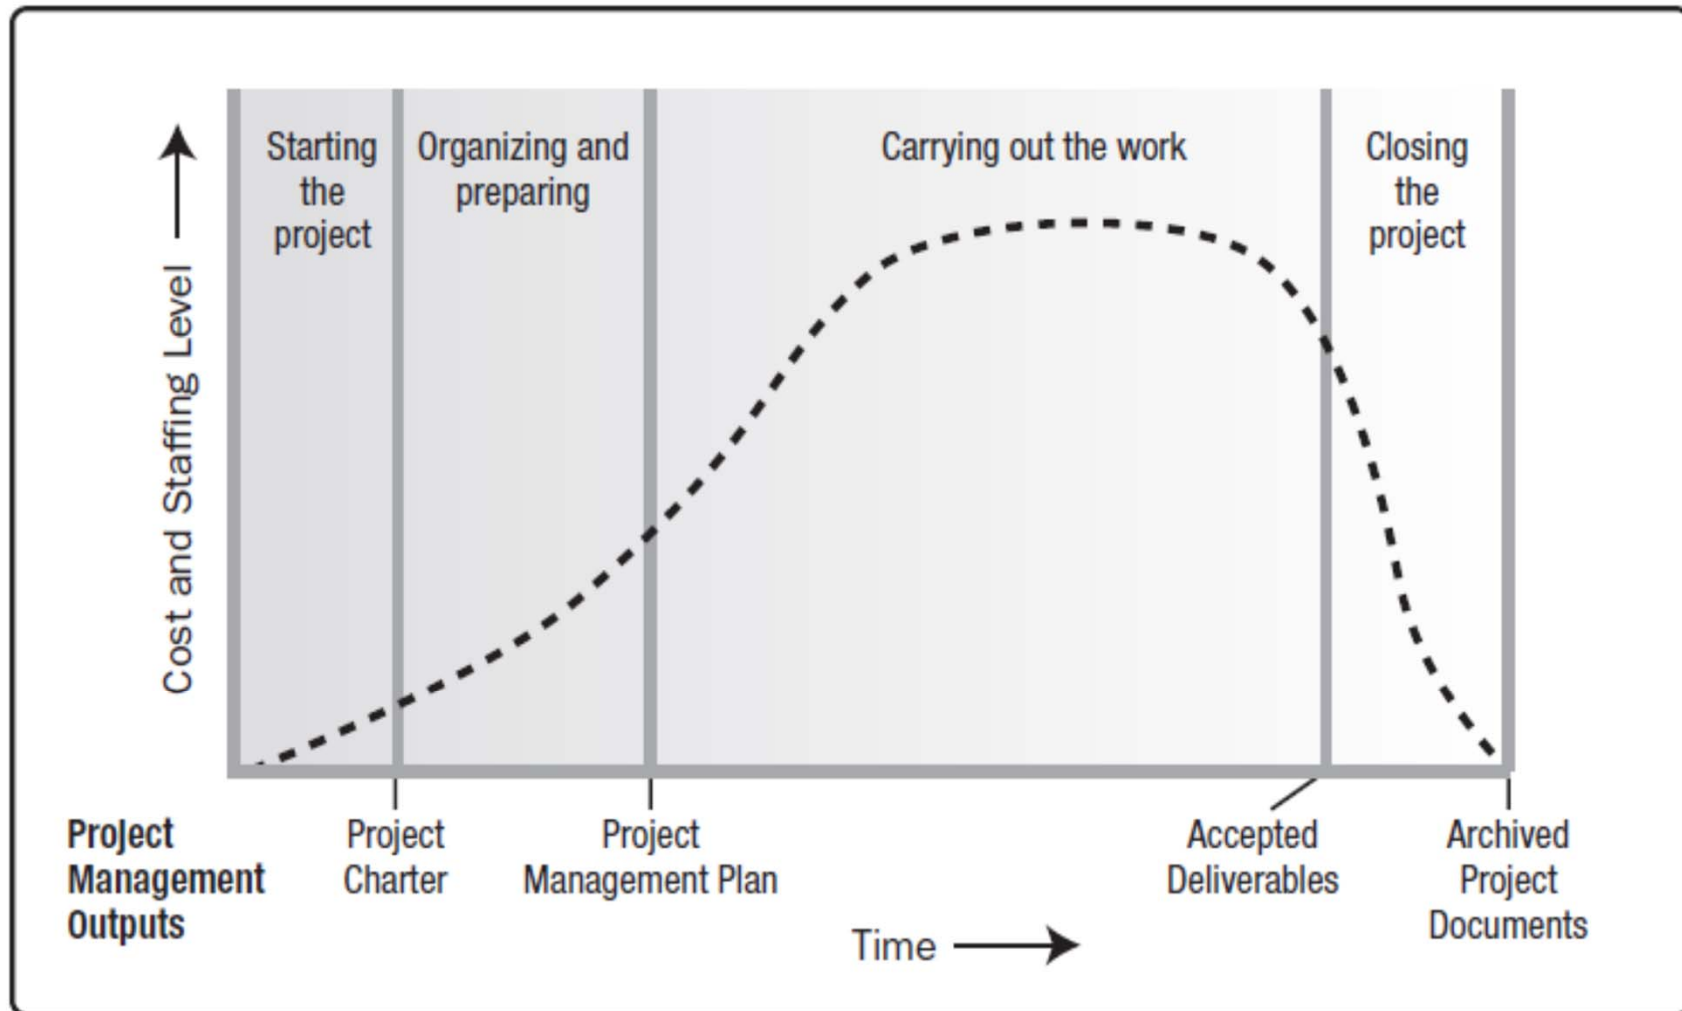 Starting
the
project
Organizing and
preparing
Carrying out the work
Closing
the
project
Cost and Staffing Level
Project
Management
Outputs
Project
Charter
Project
Management Plan
Accepted
Deliverables
Archived
Project
Documents
Time